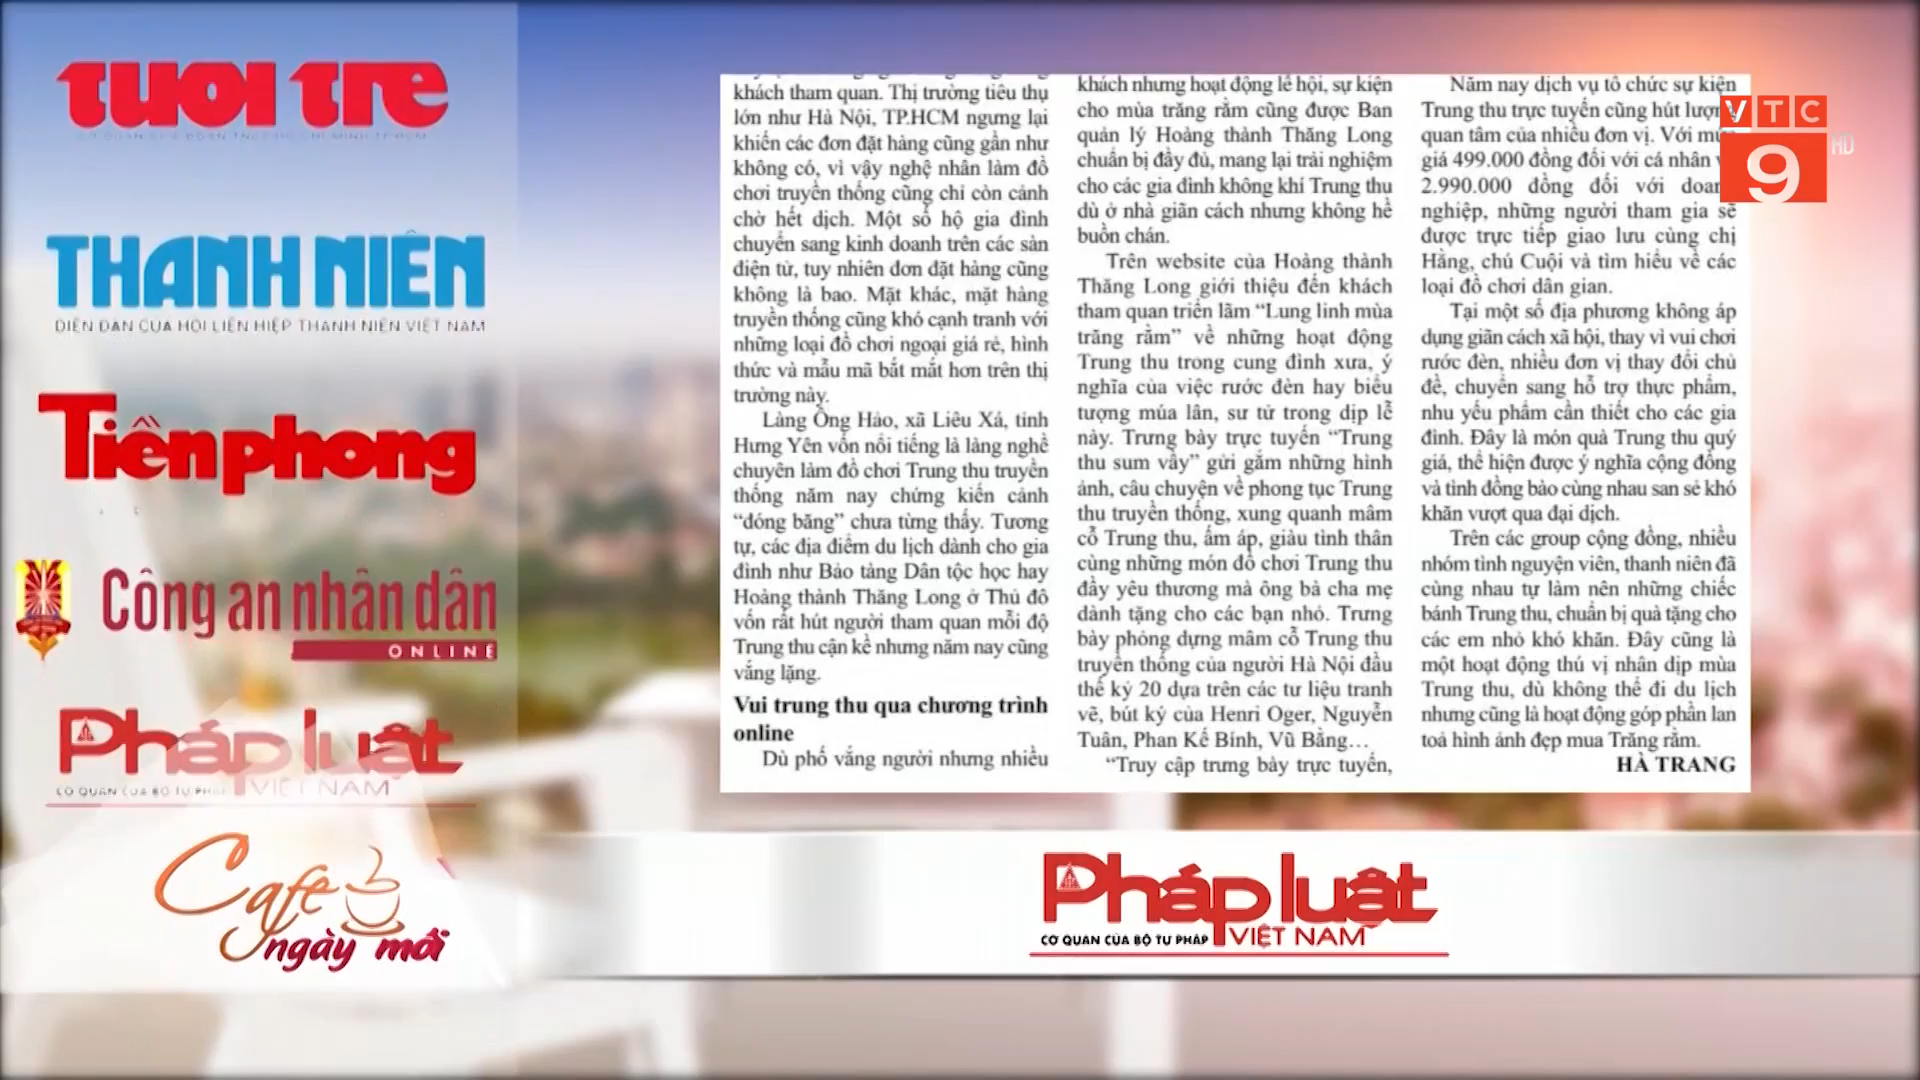 tuổi trẻ
THANH NIÊN
DIỄN ĐÀN CỦA HỘI LIÊN HIỆP THANH NIÊN VIỆT NAM
Tiền phong
Công an nhân dân
ONLINE
Pháp luật
CƠ QUAN CỦA BỘ TƯ PHÁP VIỆT NAM
Cafe
ngày mới
khách tham quan. Thị trường tiêu thụ
lớn như Hà Nội, TP.HCM ngưng lại
khiến các đơn đặt hàng cũng gần như
không có, vì vậy nghệ nhân làm đồ
chơi truyền thống cũng chỉ còn cảnh
chờ hết dịch. Một số hộ gia đình
chuyển sang kinh doanh trên các sàn
điện tử, tuy nhiên đơn đặt hàng cũng
không là bao. Mặt khác, mặt hàng
truyền thống cũng khó cạnh tranh với
những loại đồ chơi ngoại giá rẻ, hình
thức và mẫu mã bắt mắt hơn trên thị
trường này.
Làng Ông Hảo, xã Liêu Xá, tỉnh
Hưng Yên vốn nổi tiếng là làng nghề
chuyên làm đồ chơi Trung thu truyền
thống năm nay chứng kiến cảnh
“đóng băng” chưa từng thấy. Tương
tự, các địa điểm du lịch dành cho gia
đình như Bảo tàng Dân tộc học hay
Hoàng thành Thăng Long ở Thủ đô
vốn rất hút người tham quan mỗi độ
Trung thu cận kề nhưng năm nay cũng
vắng lặng.
Vui trung thu qua chương trình
online
Dù phố vắng người nhưng nhiều
khách nhưng hoạt động lễ hội, sự kiện
cho mùa trăng rằm cũng được Ban
quản lý Hoàng thành Thăng Long
chuẩn bị đầy đủ, mang lại trải nghiệm
cho các gia đình không khí Trung thu
dù ở nhà giãn cách nhưng không hề
buồn chán.
Trên website của Hoàng thành
Thăng Long giới thiệu đến khách
tham quan triển lãm “Lung linh mùa
trăng rằm” về những hoạt động
Trung thu trong cung đình xưa, ý
nghĩa của việc rước đèn hay biểu
tượng múa lân, sư tử trong dịp lễ
này. Trưng bày trực tuyến “Trung
thu sum vầy” gửi gắm những hình
ảnh, câu chuyện về phong tục Trung
thu truyền thống, xung quanh mâm
cỗ Trung thu, ấm áp, giàu tình thân
cùng những món đồ chơi Trung thu
đầy yêu thương mà ông bà cha mẹ
dành tặng cho các bạn nhỏ. Trưng
bày phỏng dựng mâm cỗ Trung thu
truyền thống của người Hà Nội đầu
thế kỷ 20 dựa trên các tư liệu tranh
vẽ, bút ký của Henri Oger, Nguyễn
Tuân, Phan Kế Bính, Vũ Bằng…
“Truy cập trưng bày trực tuyến,
Năm nay dịch vụ tổ chức sự kiện
Trung thu trực tuyến cũng hút lượng
quan tâm của nhiều đơn vị. Với mức
giá 499.000 đồng đối với cá nhân
2.990.000 đồng đối với doanh
nghiệp, những người tham gia sẽ
được trực tiếp giao lưu cùng chị
Hằng, chú Cuội và tìm hiểu về các
loại đồ chơi dân gian.
Tại một số địa phương không áp
dụng giãn cách xã hội, thay vì vui chơi
rước đèn, nhiều đơn vị thay đổi chủ
đề, chuyển sang hỗ trợ thực phẩm,
nhu yếu phẩm cần thiết cho các gia
đình. Đây là món quà Trung thu quý
giá, thể hiện được ý nghĩa cộng đồng
và tình đồng bào cùng nhau san sẻ khó
khăn vượt qua đại dịch.
Trên các group cộng đồng, nhiều
nhóm tình nguyện viên, thanh niên đã
cùng nhau tự làm nên những chiếc
bánh Trung thu, chuẩn bị quà tặng cho
các em nhỏ khó khăn. Đây cũng là
một hoạt động thú vị nhân dịp mùa
Trung thu, dù không thể đi du lịch
nhưng cũng là hoạt động góp phần lan
toả hình ảnh đẹp mua Trăng rằm.
HÀ TRANG
VTC
9
HD
Pháp luật
CƠ QUAN CỦA BỘ TƯ PHÁP VIỆT NAM